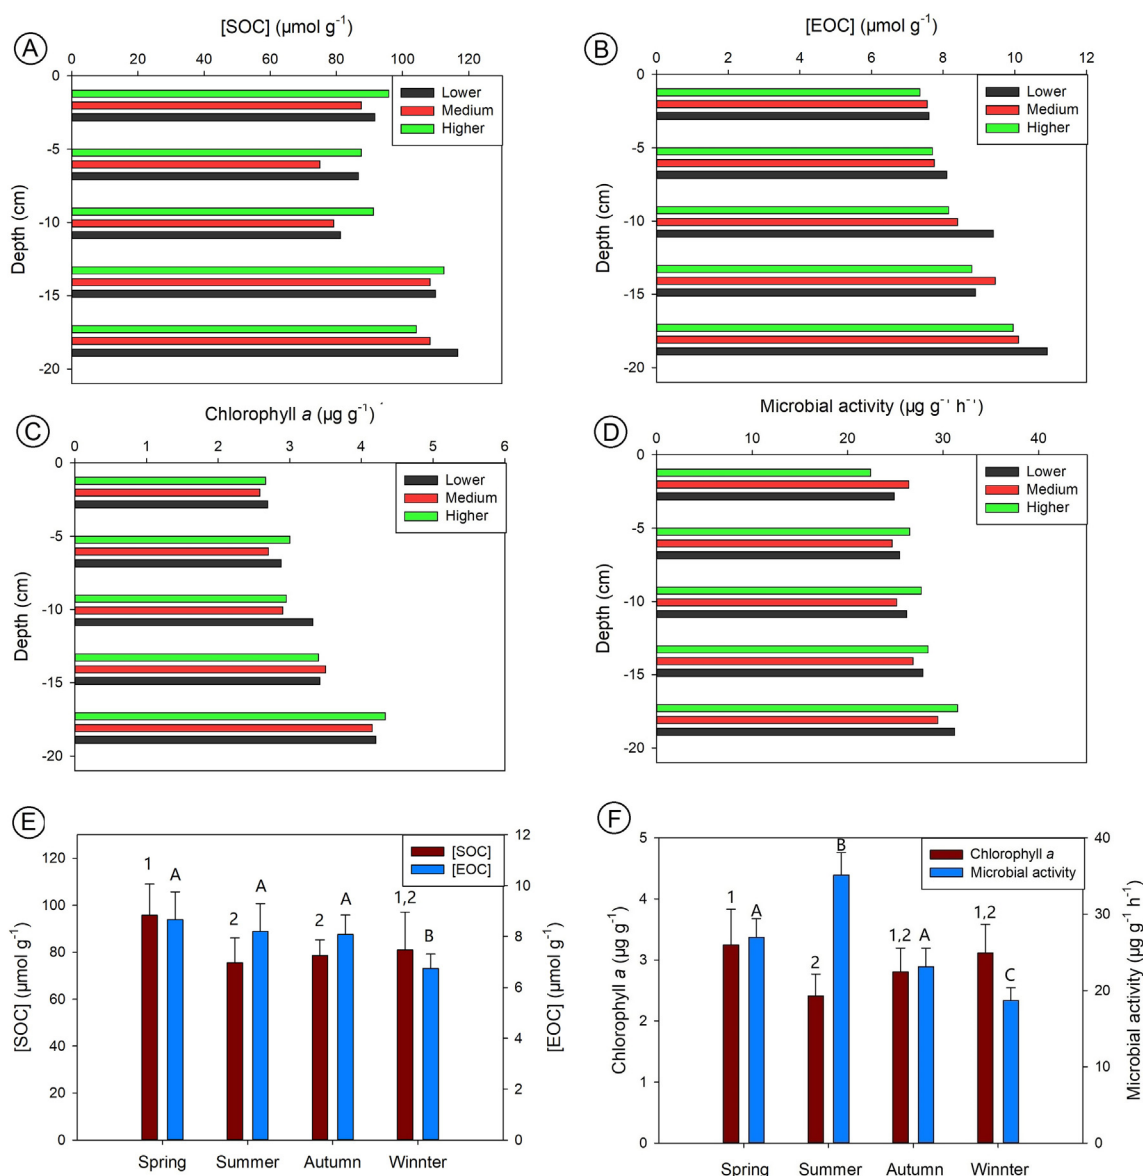 A
[SOC] (µmol g⁻¹)
0 20 40 60 80 100 120
Depth (cm)
0
-5
-10
-15
-20
Lower
Medium
Higher
B
[EOC] (µmol g⁻¹)
0 2 4 6 8 10 12
Depth (cm)
0
-5
-10
-15
-20
Lower
Medium
Higher
C
Chlorophyll a (µg g⁻¹)
0 1 2 3 4 5 6
Depth (cm)
0
-5
-10
-15
-20
Lower
Medium
Higher
D
Microbial activity (µg g⁻¹ h⁻¹)
0 10 20 30 40
Depth (cm)
0
-5
-10
-15
-20
Lower
Medium
Higher
E
[SOC] (µmol g⁻¹)
120
100
80
60
40
20
0
[SOC]
[EOC]
1 A 2 A 2 A 1,2 B
12
10
8
6
4
2
0
[EOC] (µmol g⁻¹)
Spring Summer Autumn Winnter
F
Chlorophyll a (µg g⁻¹)
5
4
3
2
1
0
Chlorophyll a
Microbial activity
1 A 2 B 1,2 A 1,2 C
40
30
20
10
0
Microbial activity (µg g⁻¹ h⁻¹)
Spring Summer Autumn Winnter